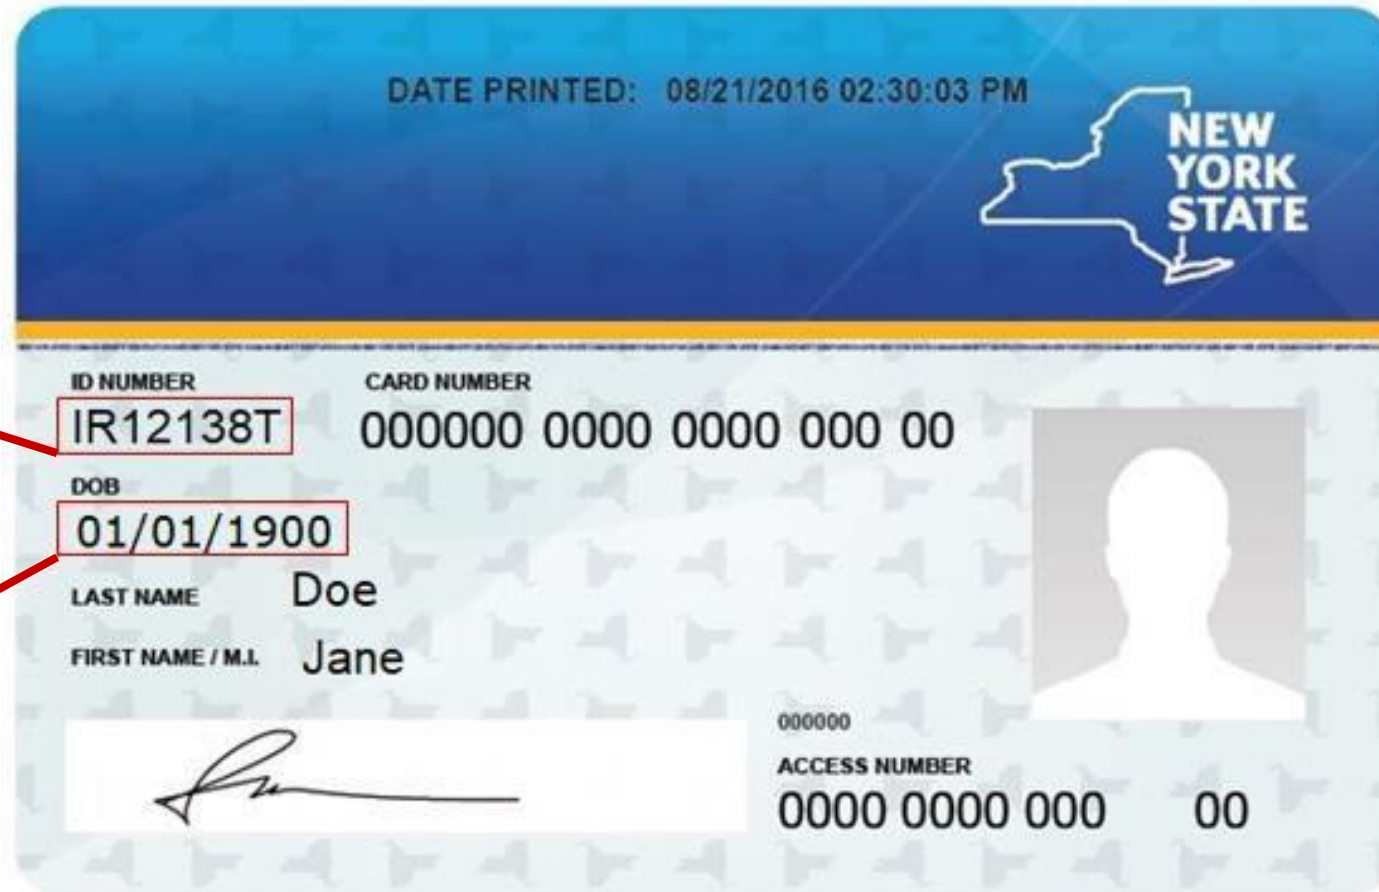 DATE PRINTED: 08/21/2016 02:30:03 PM
NEW
YORK
STATE
ID NUMBER CARD NUMBER
IR12138T 000000 0000 0000 000 00
DOB
01/01/1900
LAST NAME Doe
FIRST NAME / M.I. Jane
000000
ACCESS NUMBER
0000 0000 000 00